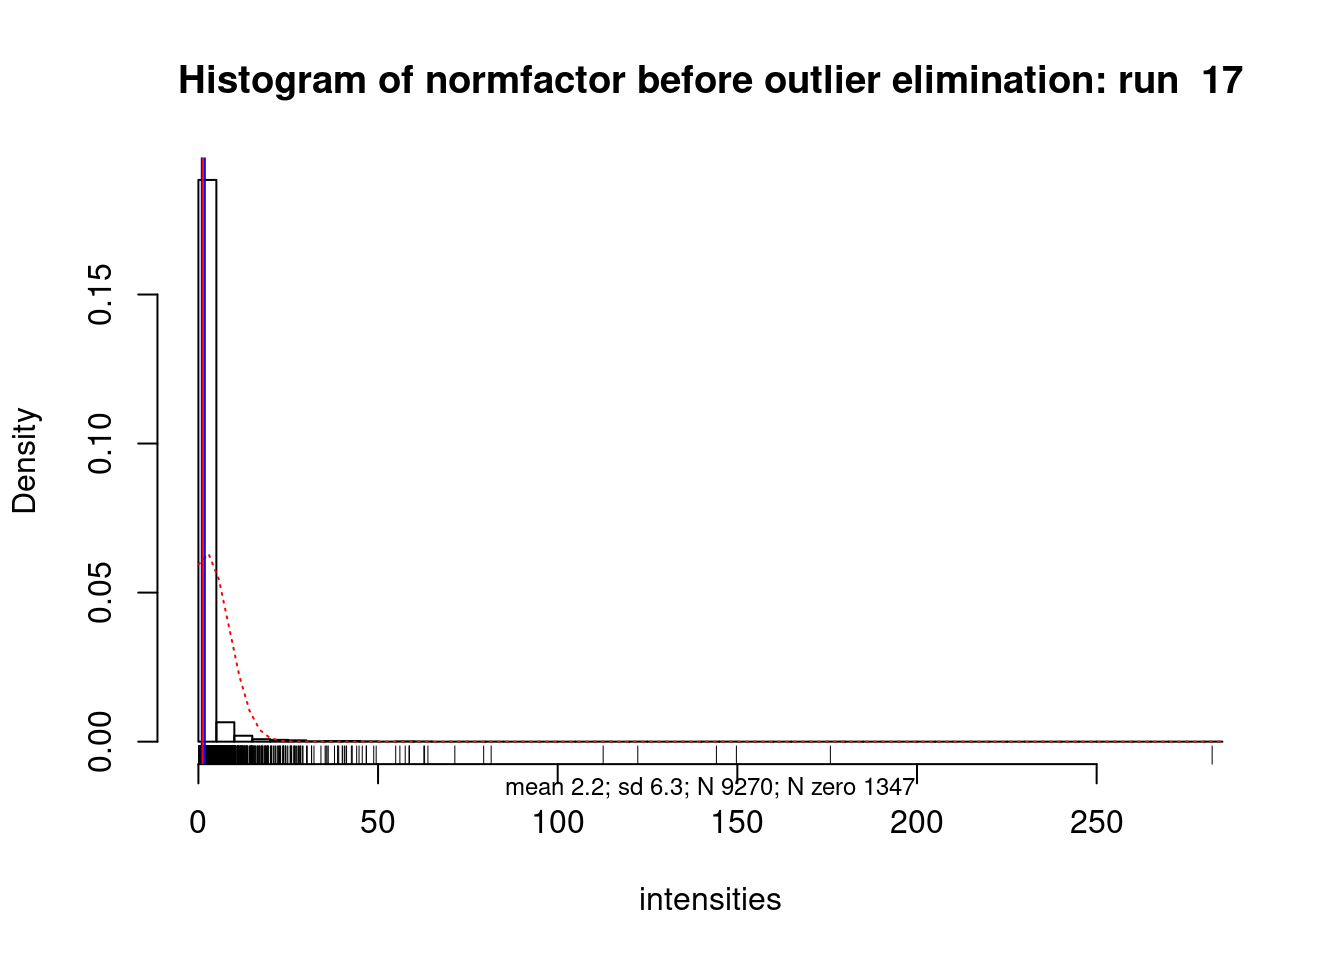 Histogram of normfactor before outlier elimination: run  17
Density
0.15
0.10
0.05
0.00
mean 2.2; sd 6.3; N 9270; N zero 1347
0 50 100 150 200 250
intensities